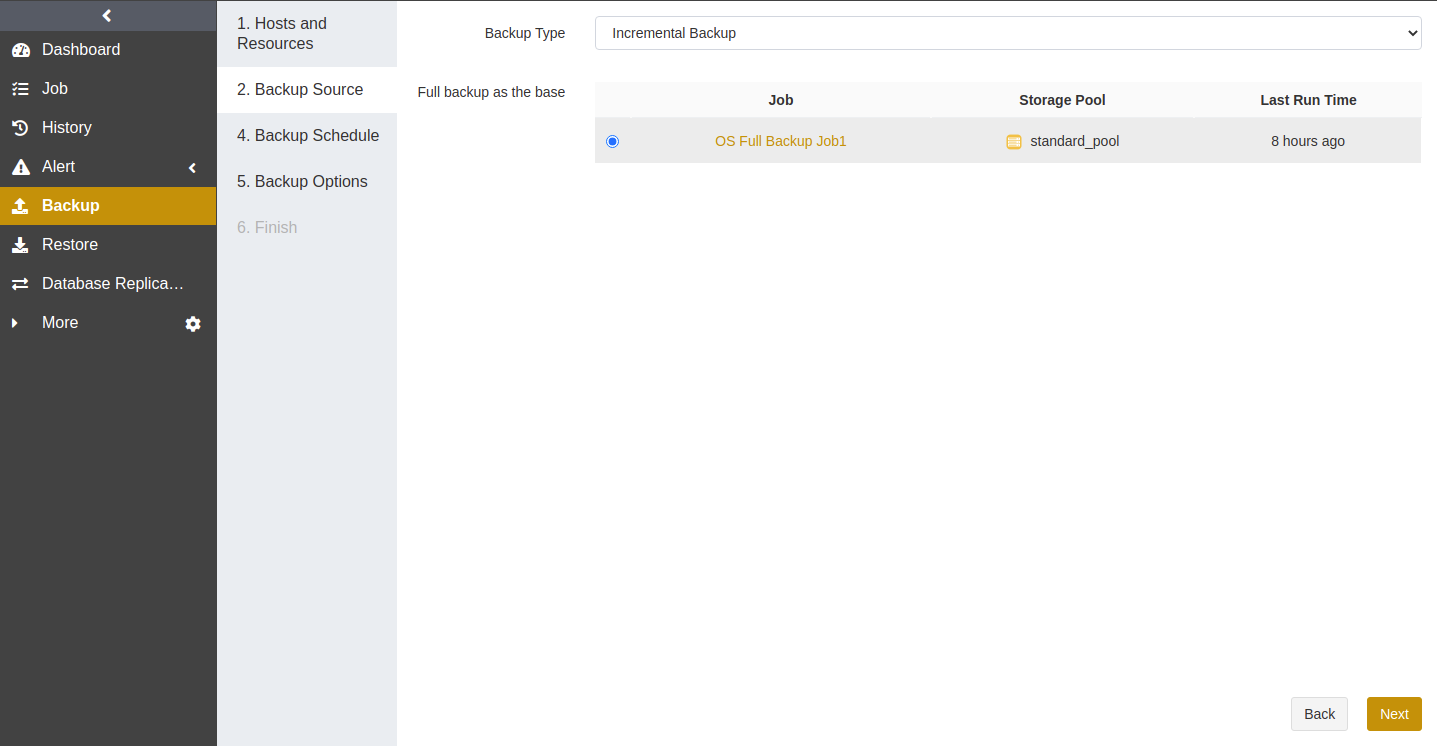 Dashboard
Job
History
Alert
Backup
Restore
Database Replica…
More
1. Hosts and
Resources
2. Backup Source
4. Backup Schedule
5. Backup Options
6. Finish
Backup Type
Incremental Backup
Full backup as the base
Job Storage Pool Last Run Time
OS Full Backup Job1 standard_pool 8 hours ago
Back Next